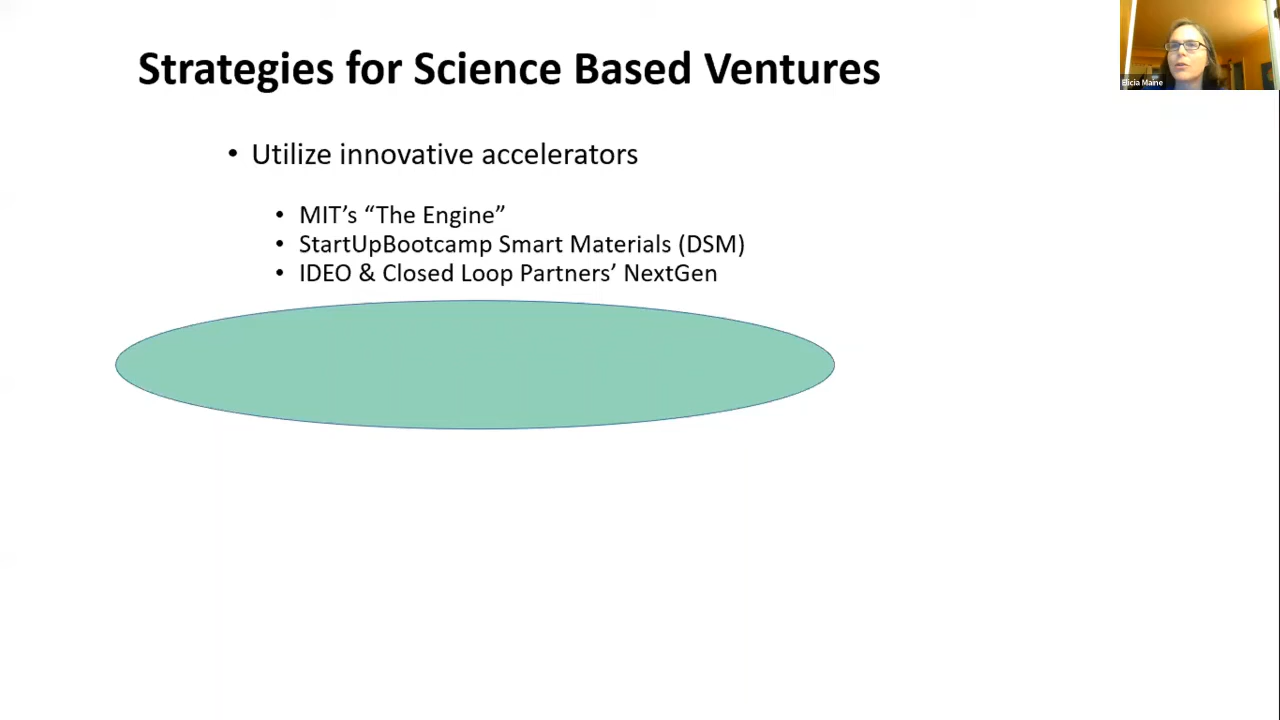 Strategies for Science Based Ventures
Elicia Maine
• Utilize innovative accelerators
• MIT’s “The Engine”
• StartUpBootcamp Smart Materials (DSM)
• IDEO & Closed Loop Partners’ NextGen